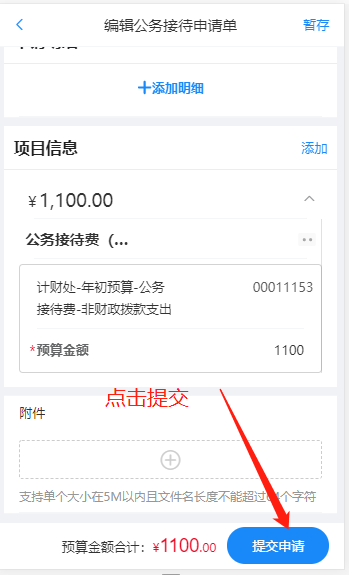 编辑公务接待申请单
暂存
添加明细
项目信息
添加
¥1,100.00
公务接待费（...
计财处-年初预算-公务
接待费-非财政拨款支出
00011153
*预算金额
1100
点击提交
附件
支持单个大小在5M以内且文件名长度不能超过64个字符
预算金额合计：¥1100.00
提交申请